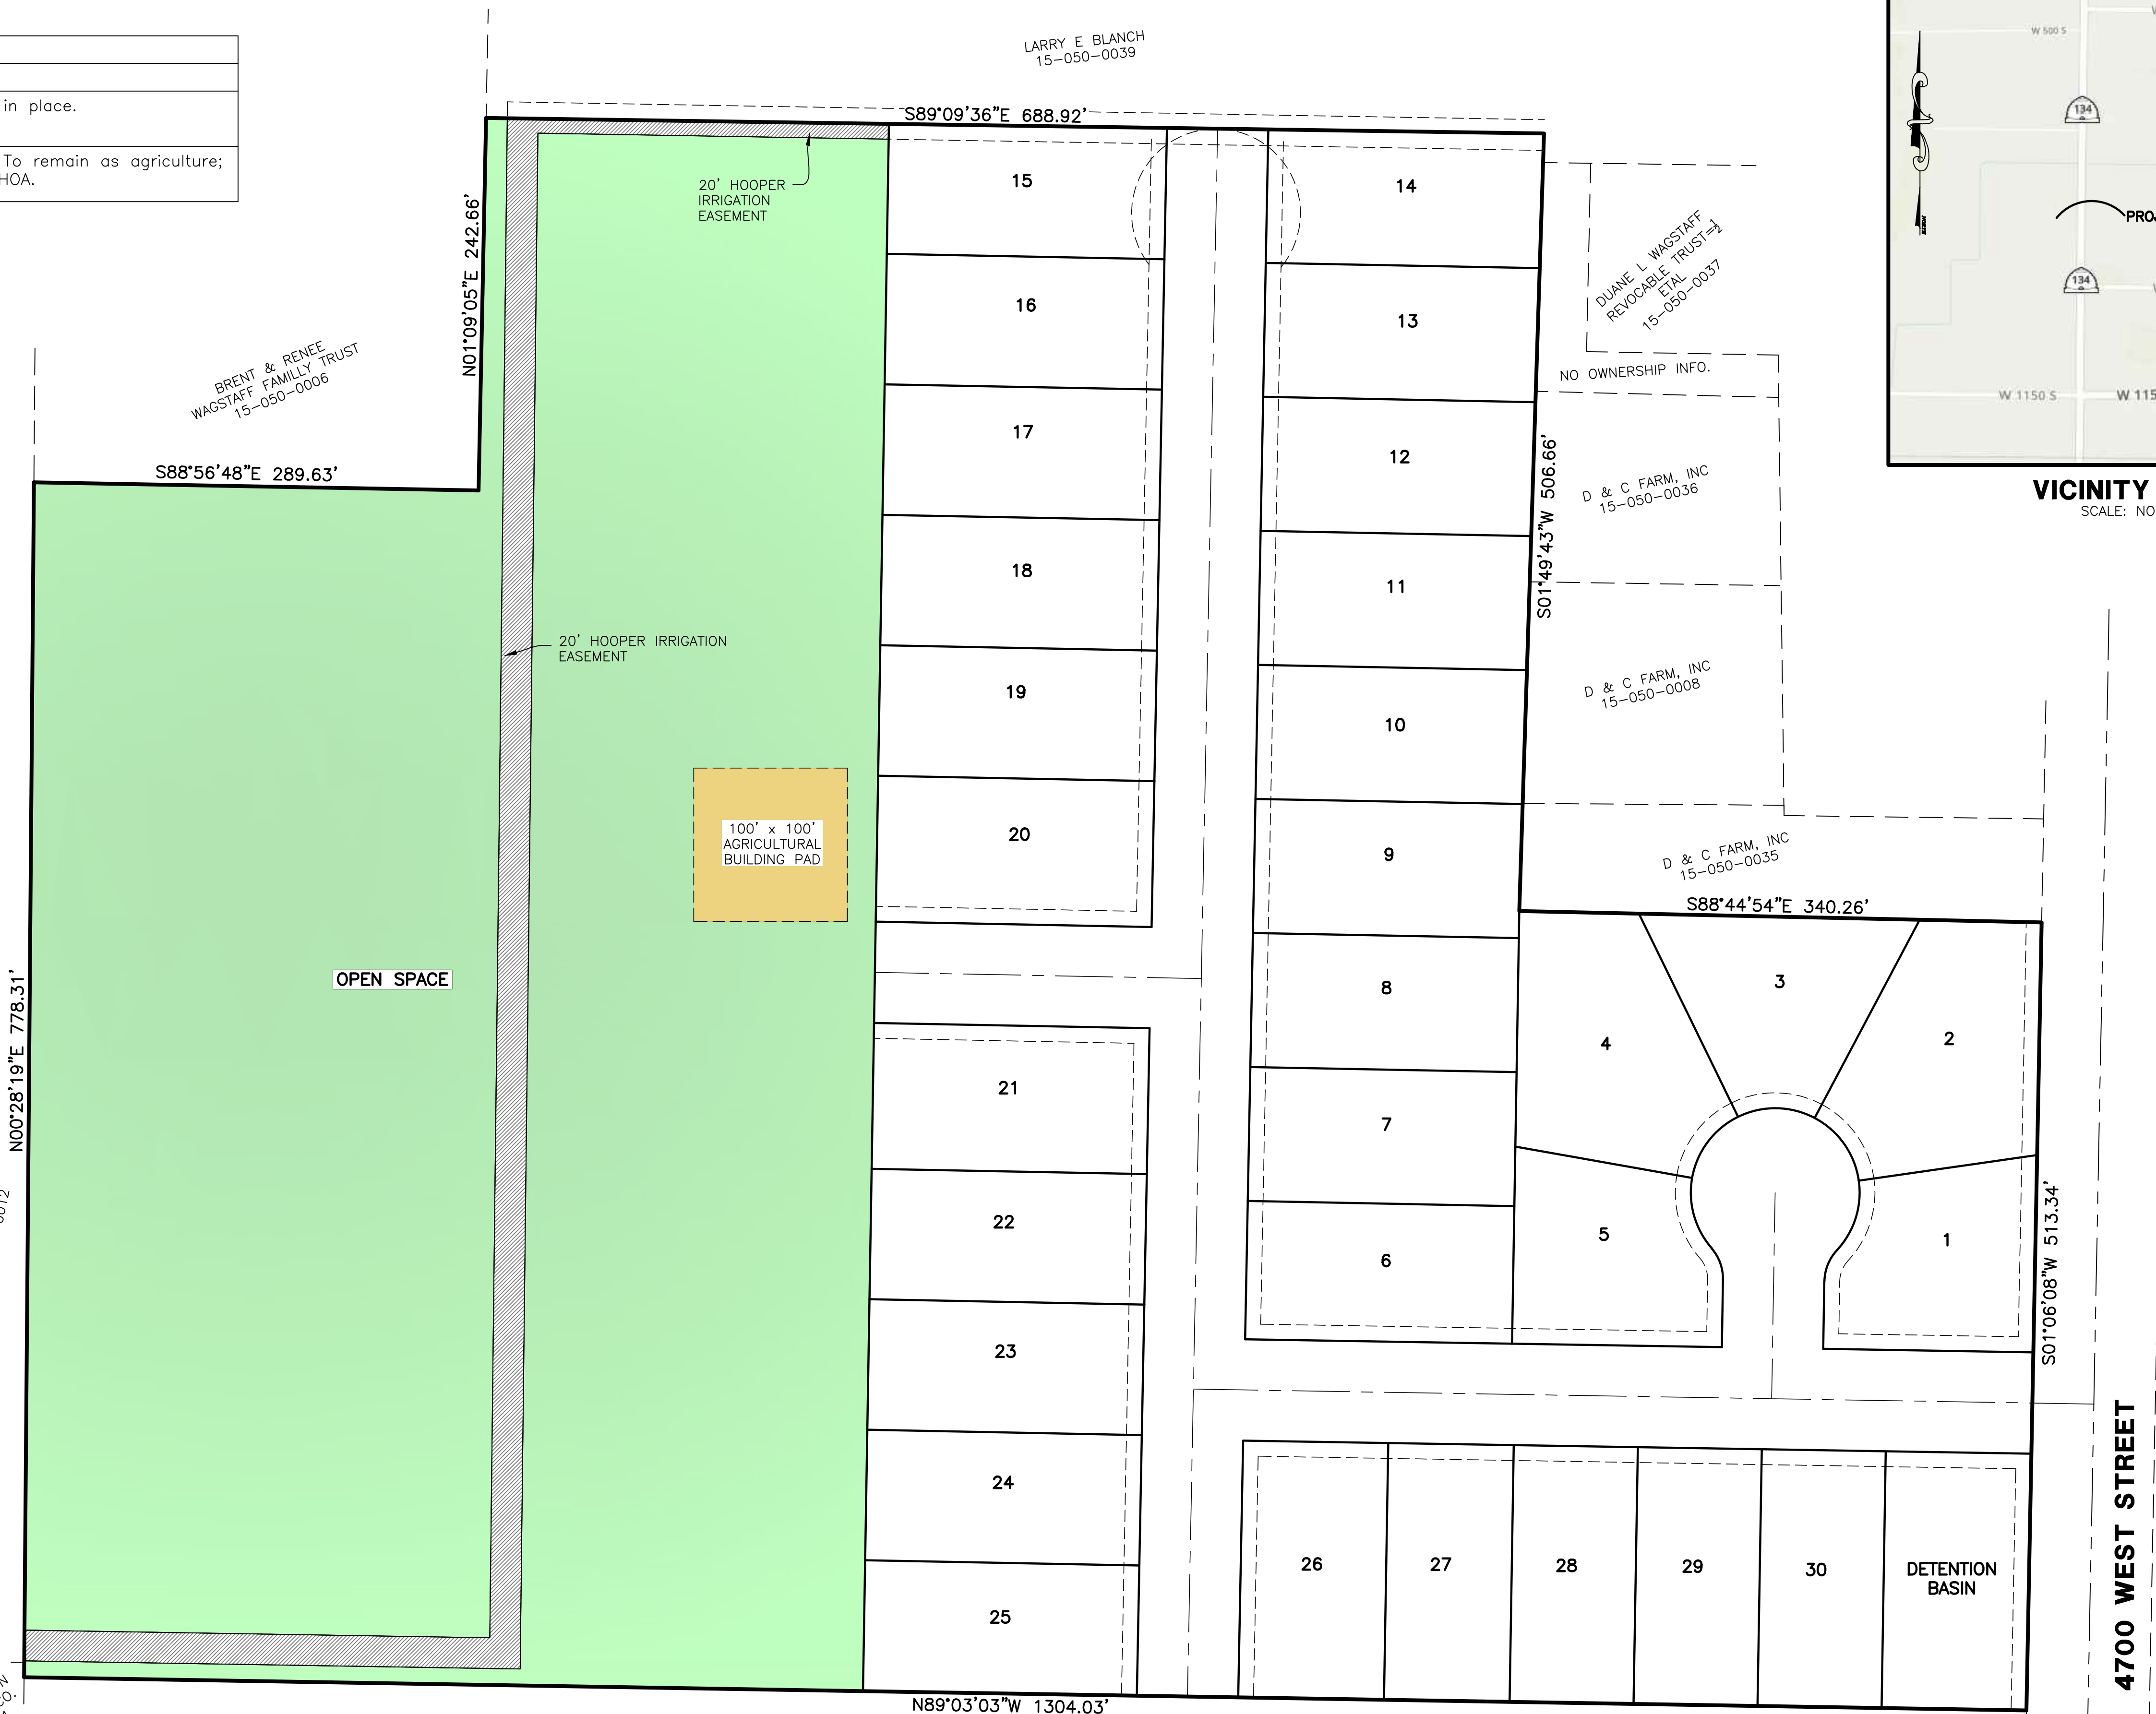 in place.
To remain as agriculture;
HOA.
LARRY E BLANCH
15-050-0039
S89°09'36"E 688.92'
N01°09'05"E 242.66'
20' HOOPER
IRRIGATION
EASEMENT
BRENT & RENEE
WAGSTAFF FAMILLY TRUST
15-050-0006
S88°56'48"E 289.63'
20' HOOPER IRRIGATION
EASEMENT
100' x 100'
AGRICULTURAL
BUILDING PAD
OPEN SPACE
N00°28'19"E 778.31'
15
16
17
18
19
20
21
22
23
24
25
14
13
12
11
10
9
8
7
6
DUANE L WAGSTAFF
REVOCABLE TRUST=½
ETAL
15-050-0037
NO OWNERSHIP INFO.
S01°49'43"W 506.66'
D & C FARM, INC
15-050-0036
D & C FARM, INC
15-050-0008
D & C FARM, INC
15-050-0035
S88°44'54"E 340.26'
3
4
2
5
1
S01°06'08"W 513.34'
26
27
28
29
30
DETENTION
BASIN
4700 WEST STREET
N89°03'03"W 1304.03'
W 500 S
134
134
W 1150 S
W 115
VICINITY
SCALE: NO